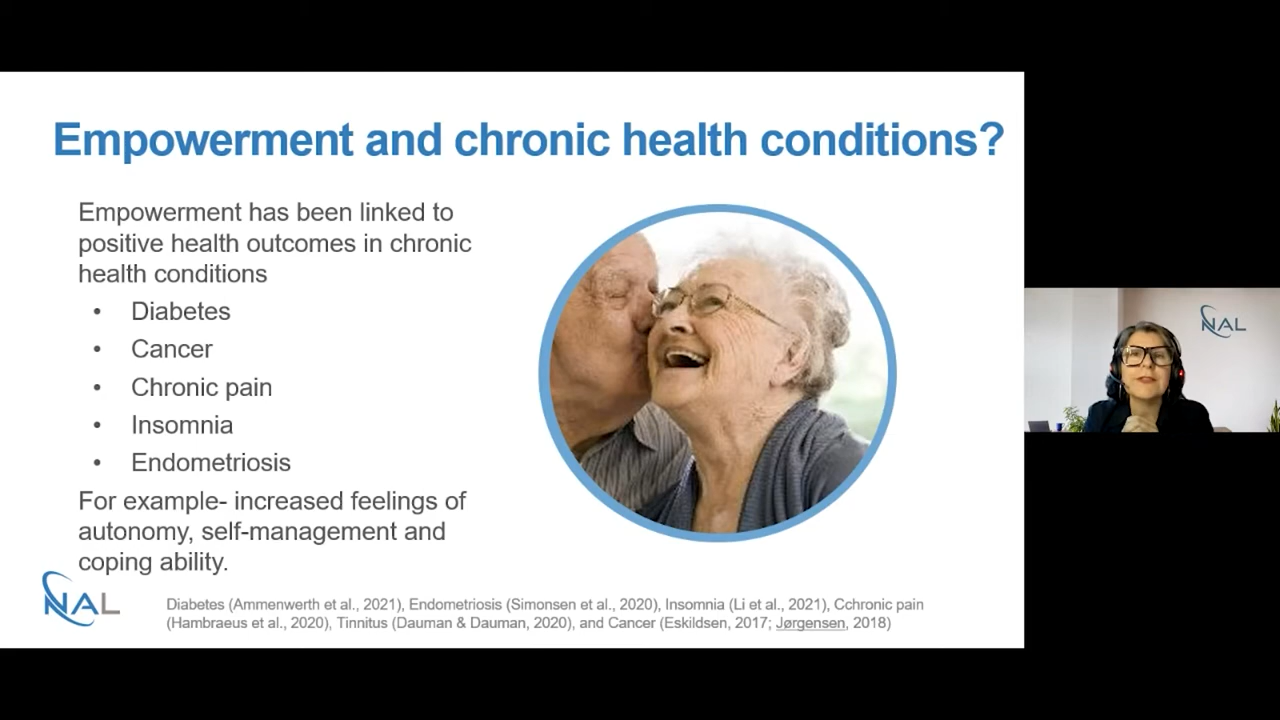 Empowerment and chronic health conditions?
Empowerment has been linked to
positive health outcomes in chronic
health conditions
• Diabetes
• Cancer
• Chronic pain
• Insomnia
• Endometriosis
For example- increased feelings of
autonomy, self-management and
coping ability.
NAL
Diabetes (Ammenwerth et al., 2021), Endometriosis (Simonsen et al., 2020), Insomnia (Li et al., 2021), Cchronic pain
(Hambraeus et al., 2020), Tinnitus (Dauman & Dauman, 2020), and Cancer (Eskildsen, 2017; Jørgensen, 2018)
NAL